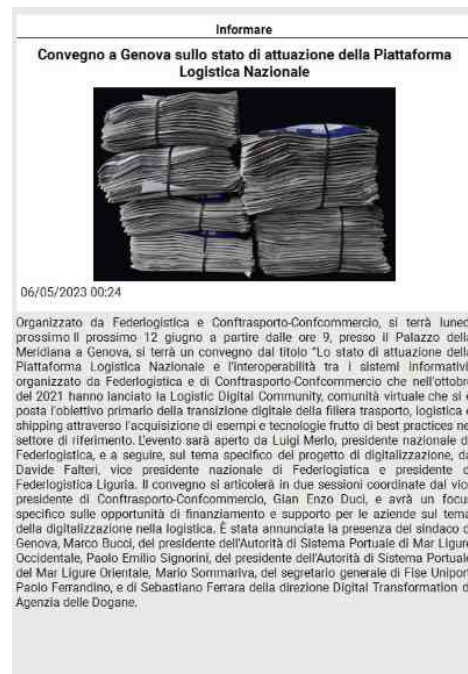 Informare
Convegno a Genova sullo stato di attuazione della Piattaforma
Logistica Nazionale
06/05/2023 00:24
Organizzato da Federlogistica e Conftrasporto-Confcommercio, si terrà luned
prossimo Il prossimo 12 giugno a partire dalle ore 9, presso il Palazzo della
Meridiana a Genova, si terrà un convegno dal titolo "Lo stato di attuazione della
Piattaforma Logistica Nazionale e l'interoperabilità tra i sistemi informativi
organizzato da Federlogistica e di Conftrasporto-Confcommercio che nell'ottobre
del 2021 hanno lanciato la Logistic Digital Community, comunità virtuale che si è
posta l'obiettivo primario della transizione digitale della filiera trasporto, logistica e
shipping attraverso l'acquisizione di esempi e tecnologie frutto di best practices ne
settore di riferimento. L'evento sarà aperto da Luigi Merlo, presidente nazionale di
Federlogistica, e a seguire, sul tema specifico del progetto di digitalizzazione, da
Davide Falteri, vice presidente nazionale di Federlogistica e presidente d
Federlogistica Liguria. Il convegno si articolerà in due sessioni coordinate dal vice
presidente di Conftrasporto-Confcommercio, Gian Enzo Duci, e avrà un focus
specifico sulle opportunità di finanziamento e supporto per le aziende sul tema
della digitalizzazione nella logistica. È stata annunciata la presenza del sindaco d
Genova, Marco Bucci, del presidente dell'Autorità di Sistema Portuale di Mar Ligure
Occidentale, Paolo Emilio Signorini, del presidente dell'Autorità di Sistema Portuale
del Mar Ligure Orientale, Mario Sommariva, del segretario generale di Fise Uniport
Paolo Ferrandino, e di Sebastiano Ferrara della direzione Digital Transformation d
Agenzia delle Dogane.